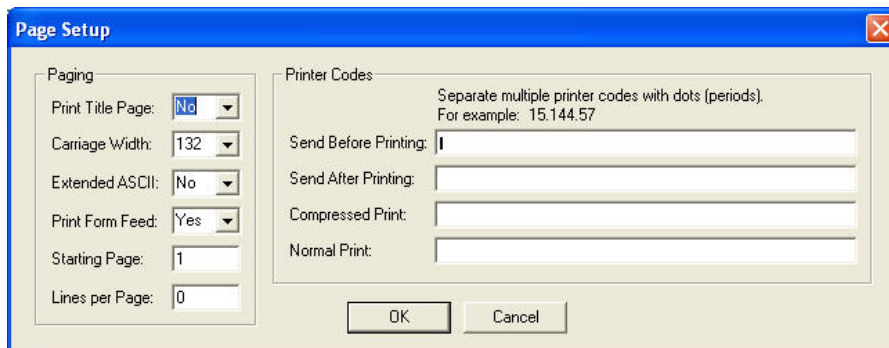 Page Setup
Paging
Print Title Page: No
Carriage Width: 132
Extended ASCII: No
Print Form Feed: Yes
Starting Page: 1
Lines per Page: 0
Printer Codes
Separate multiple printer codes with dots (periods).
For example: 15.144.57
Send Before Printing:
Send After Printing:
Compressed Print:
Normal Print:
OK Cancel